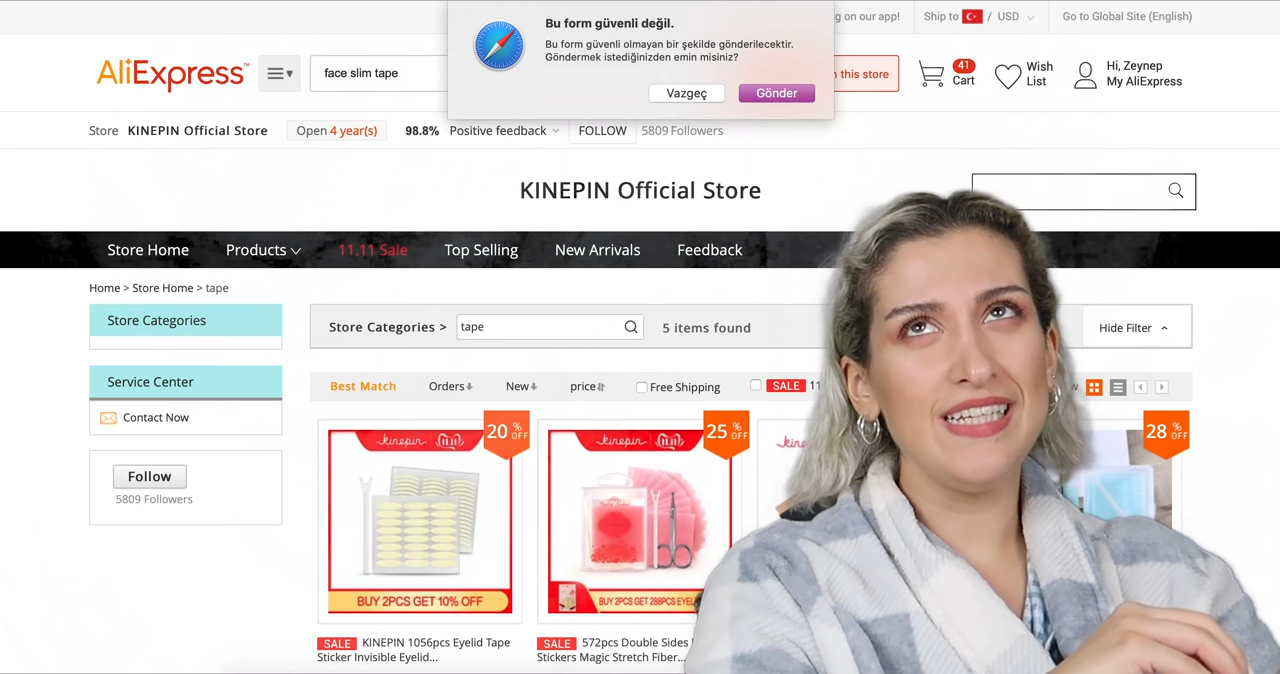 Bu form güvenli değil.
Bu form güvenli olmayan bir şekilde gönderilecektir.
Göndermek istediğinizden emin misiniz?
Vazgeç Gönder
on our app! Ship to / USD Go to Global Site (English)
AliExpress™ face slim tape this store 41 Cart Wish List Hi, Zeynep My AliExpress
Store KINEPIN Official Store Open 4 year(s) 98.8% Positive feedback FOLLOW 5809 Followers
KINEPIN Official Store
Store Home Products 11.11 Sale Top Selling New Arrivals Feedback
Home > Store Home > tape
Store Categories
Service Center
Contact Now
Follow
5809 Followers
Store Categories > tape 5 items found Hide Filter
Best Match Orders New price Free Shipping SALE 11
kinepin 20% OFF
BUY 2PCS GET 10% OFF
SALE KINEPIN 1056pcs Eyelid Tape
Sticker Invisible Eyelid...
kinepin 25% OFF
BUY 2PCS GET 288PCS
SALE 572pcs Double Sides
Stickers Magic Stretch Fiber...
28% OFF